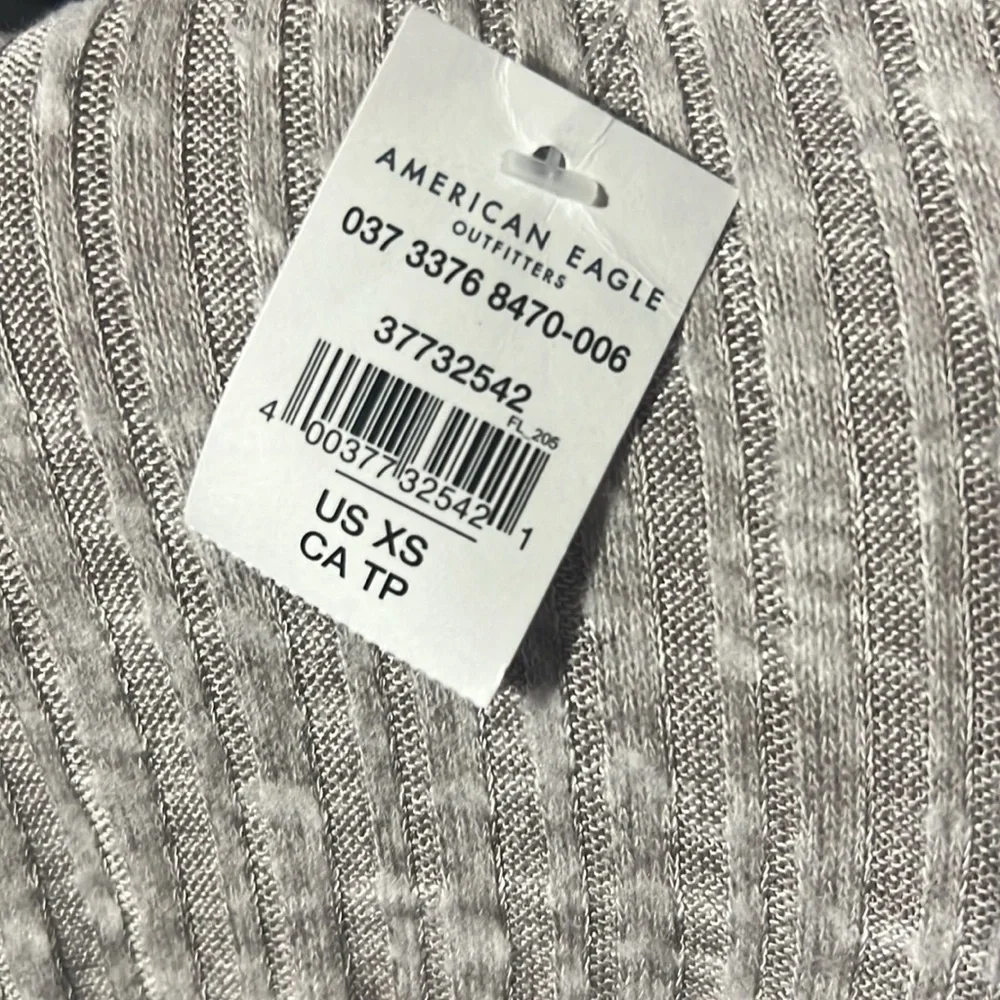 AMERICAN EAGLE
OUTFITTERS
037 3376 8470-006
37732542
FL_205
4 00377 32542 1
US XS
CA TP